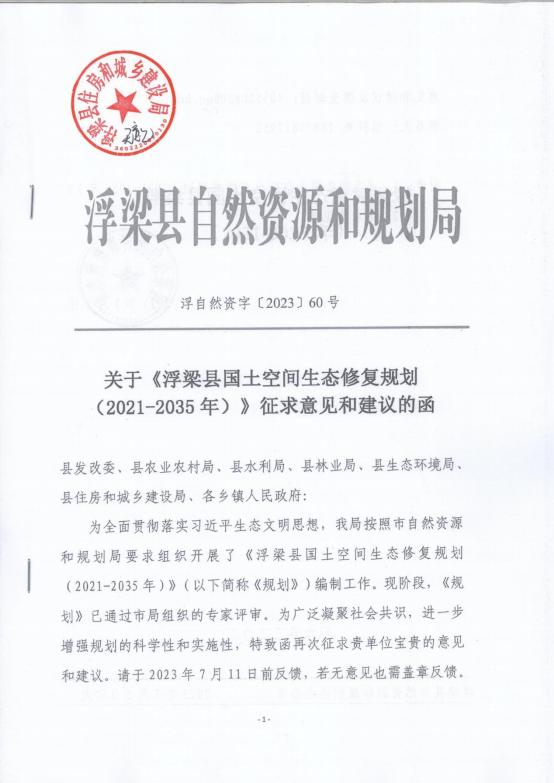 浮梁县住房和城乡建设局
浮梁县自然资源和规划局
浮自然资字〔2023〕60号
关于《浮梁县国土空间生态修复规划
（2021-2035年）》征求意见和建议的函
县发改委、县农业农村局、县水利局、县林业局、县生态环境局、
县住房和城乡建设局、各乡镇人民政府：
为全面贯彻落实习近平生态文明思想，我局按照市自然资源
和规划局要求组织开展了《浮梁县国土空间生态修复规划
（2021-2035年）》（以下简称《规划》）编制工作。现阶段，《规
划》已通过市局组织的专家评审。为广泛凝聚社会共识，进一步
增强规划的科学性和实施性，特致函再次征求贵单位宝贵的意见
和建议。请于2023年7月11日前反馈，若无意见也需盖章反馈。
-1-